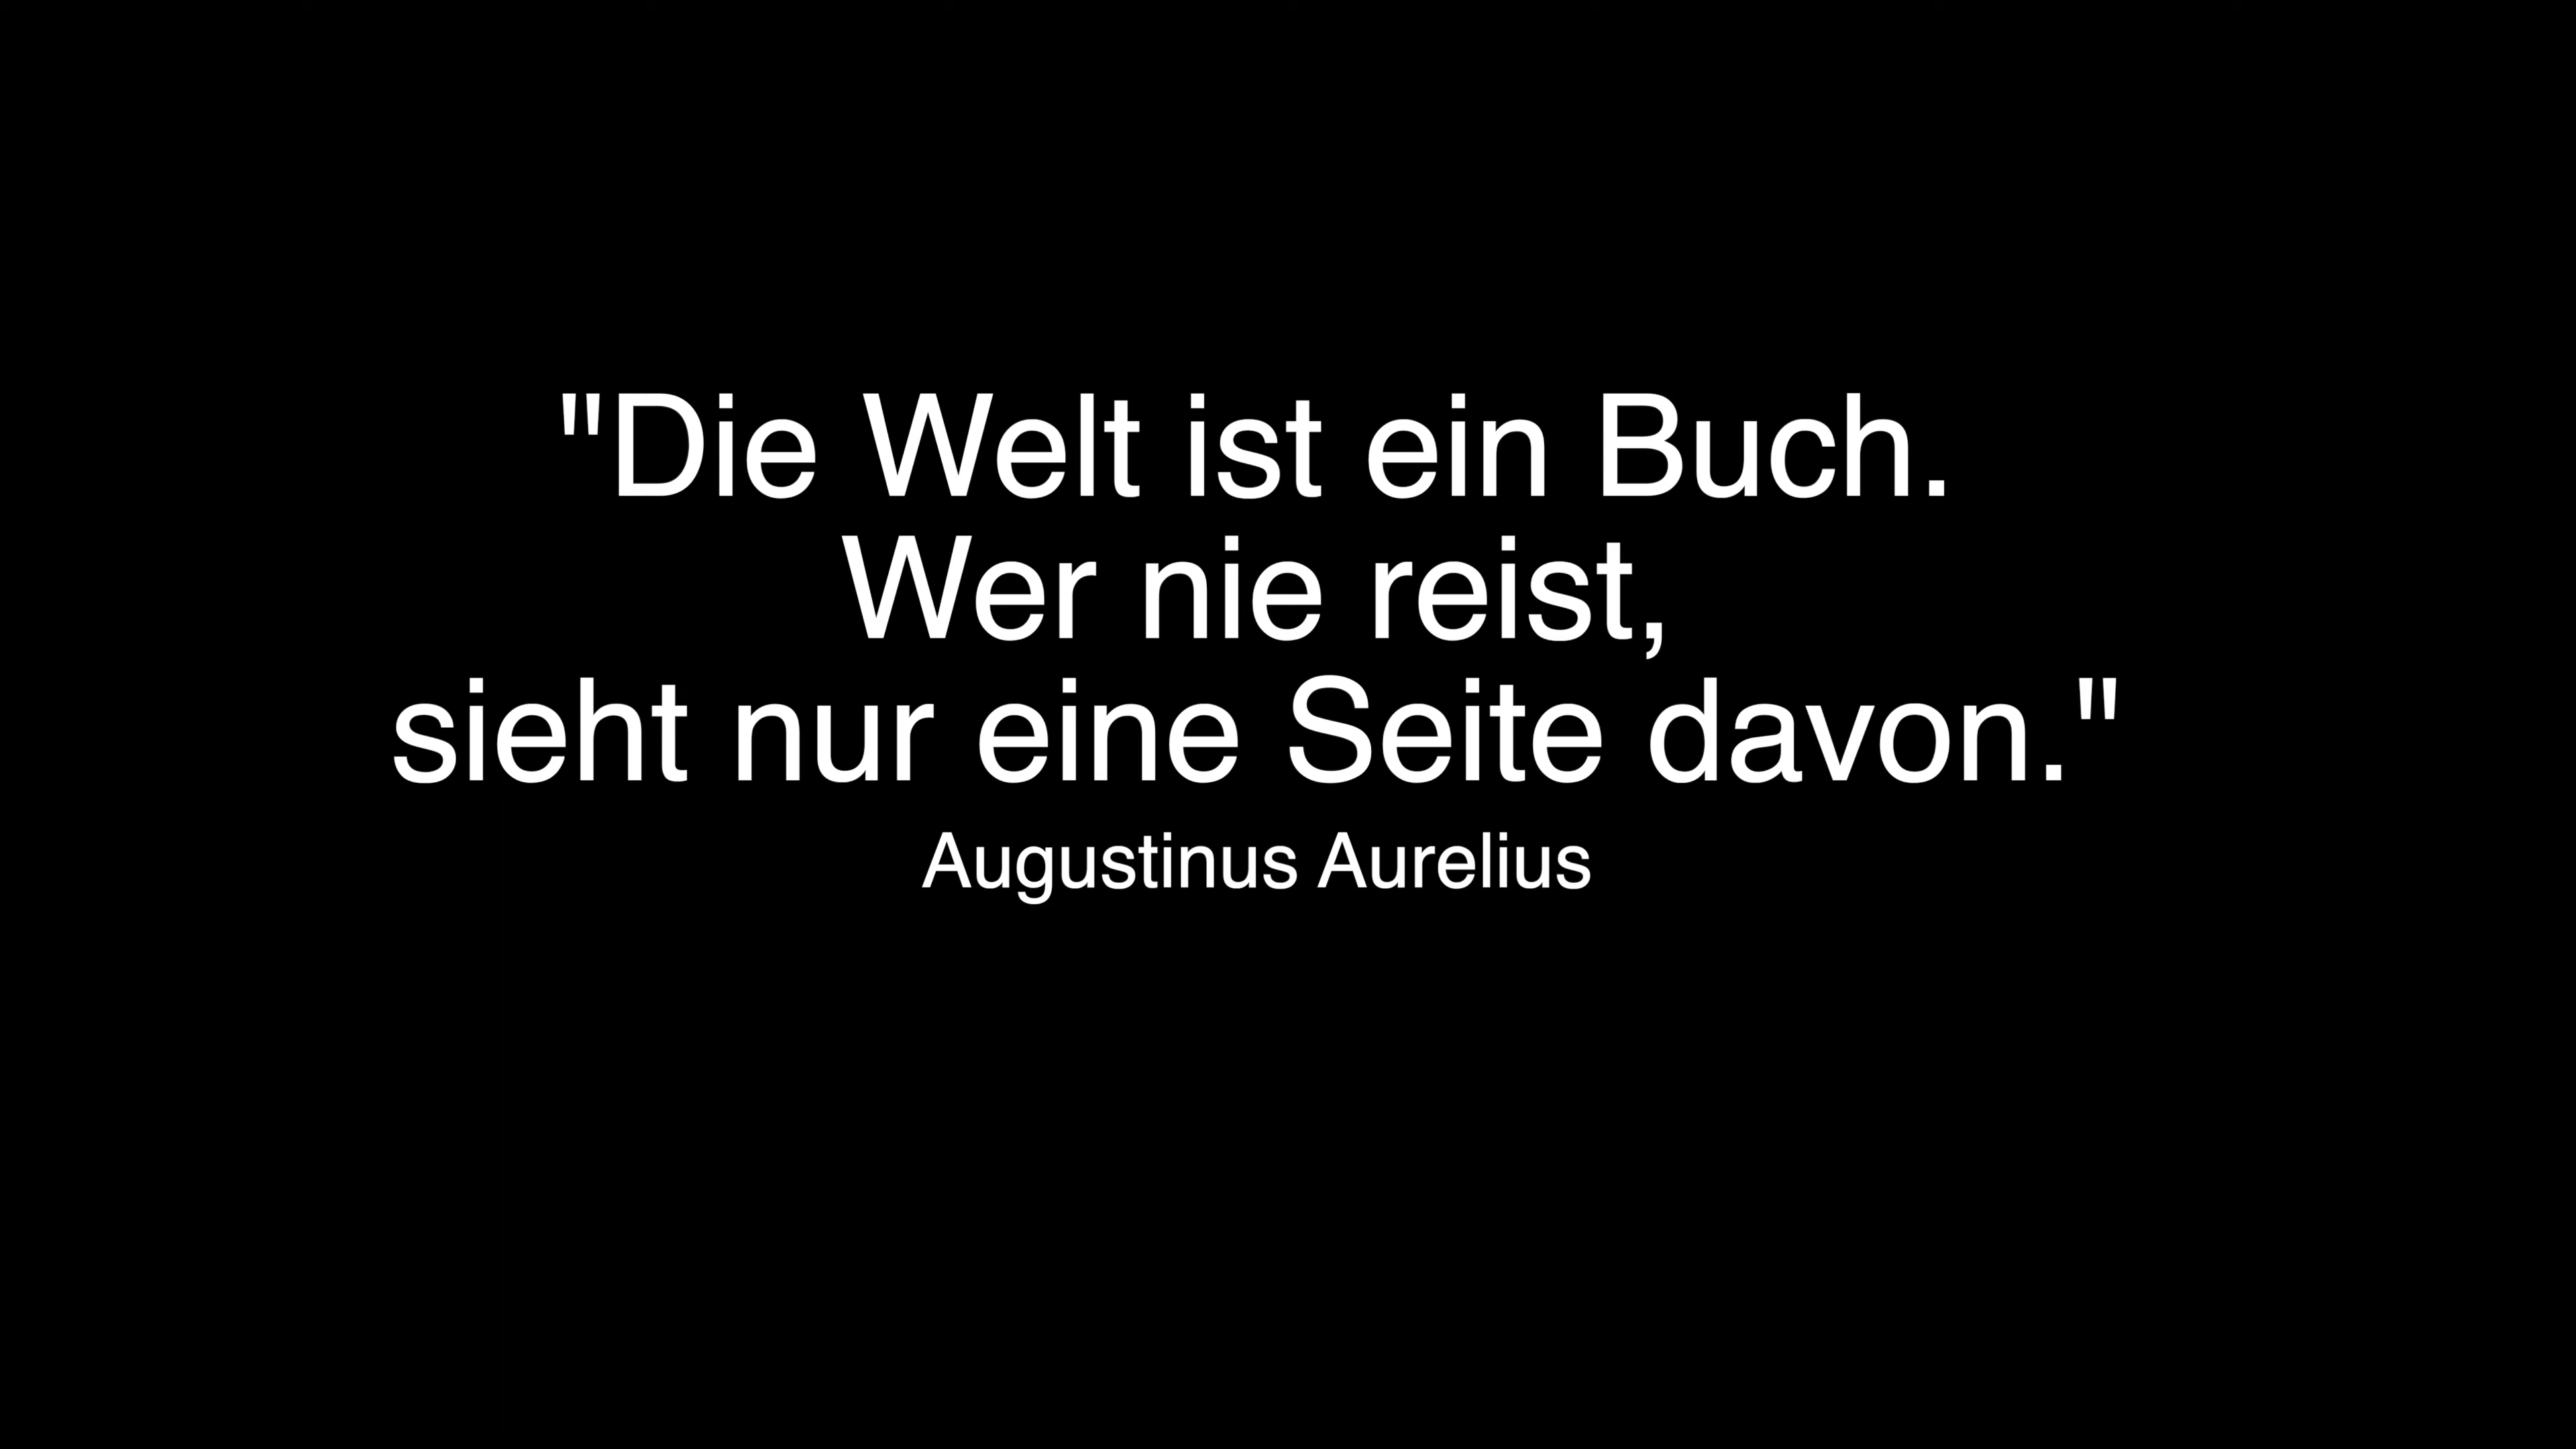 "Die Welt ist ein Buch.
Wer nie reist,
sieht nur eine Seite davon."
Augustinus Aurelius